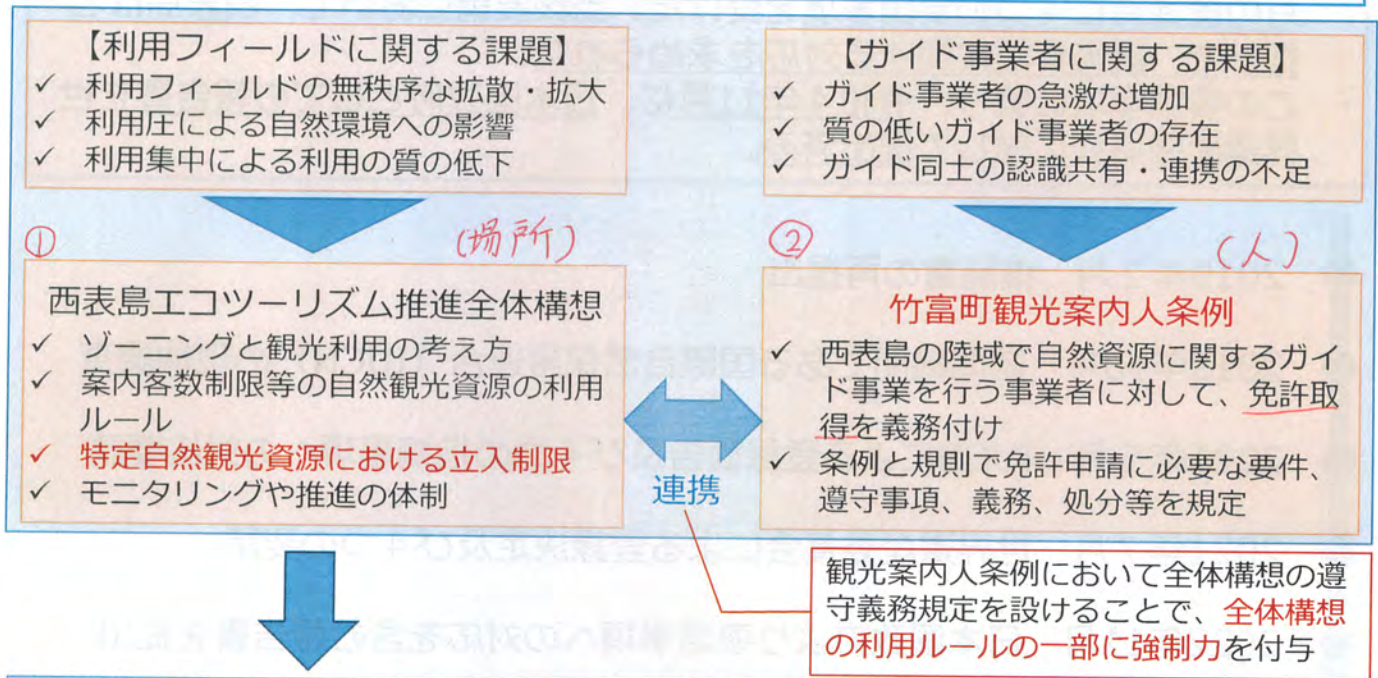 【利用フィールドに関する課題】
✓ 利用フィールドの無秩序な拡散・拡大
✓ 利用圧による自然環境への影響
✓ 利用集中による利用の質の低下
【ガイド事業者に関する課題】
✓ ガイド事業者の急激な増加
✓ 質の低いガイド事業者の存在
✓ ガイド同士の認識共有・連携の不足
① (場所)
西表島エコツーリズム推進全体構想
✓ ゾーニングと観光利用の考え方
✓ 案内客数制限等の自然観光資源の利用
ルール
✓ 特定自然観光資源における立入制限
✓ モニタリングや推進の体制
連携
② (人)
竹富町観光案内人条例
✓ 西表島の陸域で自然資源に関するガイ
ド事業を行う事業者に対して、免許取
得を義務付け
✓ 条例と規則で免許申請に必要な要件、
遵守事項、義務、処分等を規定
観光案内人条例において全体構想の遵
守義務規定を設けることで、全体構想
の利用ルールの一部に強制力を付与